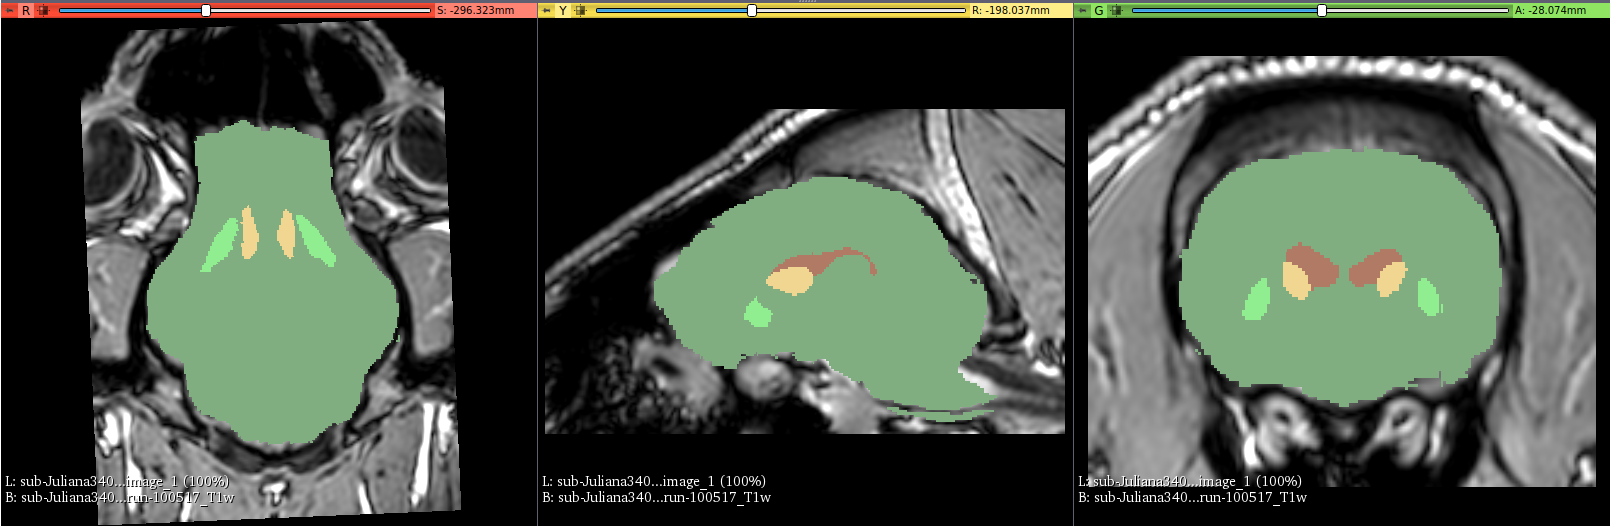 R S: -296.323mm
Y R: -198.037mm
G A: -28.074mm
L: sub-Juliana340...image_1 (100%)
B: sub-Juliana340...run-100517_T1w
L: sub-Juliana340...image_1 (100%)
B: sub-Juliana340...run-100517_T1w
L: sub-Juliana340...image_1 (100%)
B: sub-Juliana340...run-100517_T1w